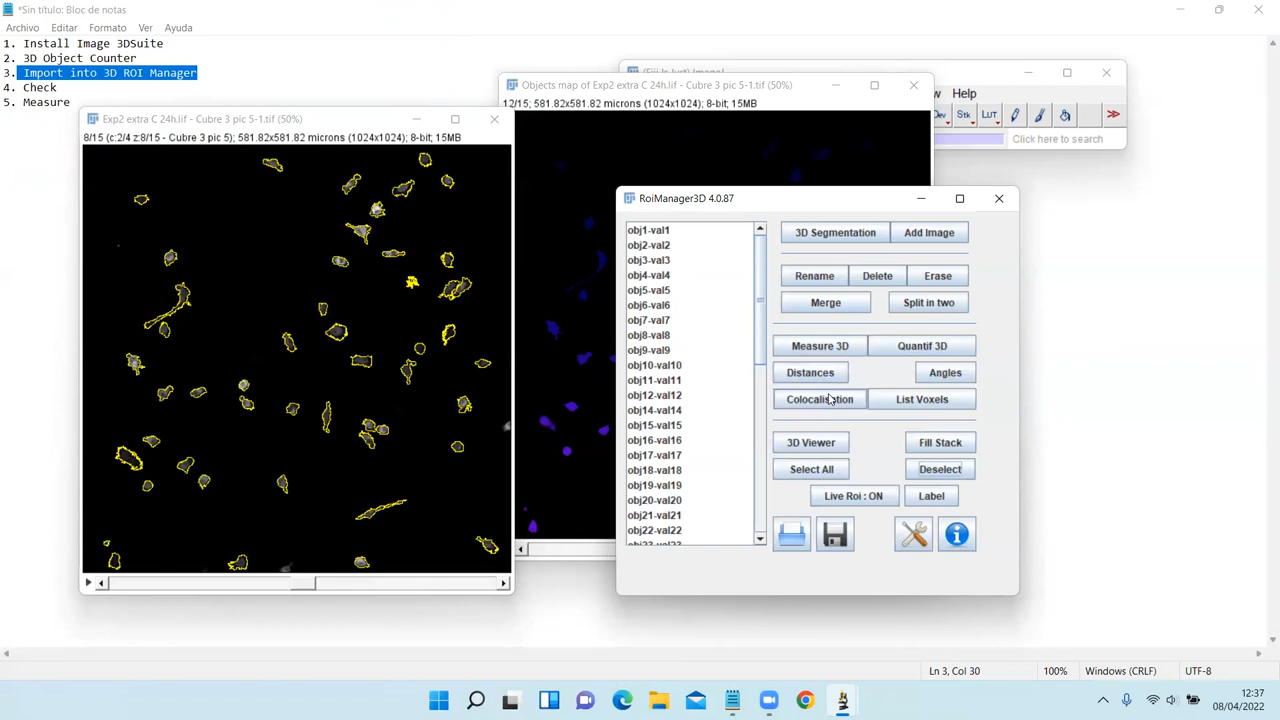 *Sin título: Bloc de notas
Archivo Editar Formato Ver Ayuda
1. Install Image 3DSuite
2. 3D Object Counter
3. Import into 3D ROI Manager
4. Check
5. Measure
(Fiji Is Just) ImageJ
Help
Dev Stk LUT >>
Click here to search
Objects map of Exp2 extra C 24h.lif - Cubre 3 pic 5-1.tif (50%)
12/15; 581.82x581.82 microns (1024x1024); 8-bit; 15MB
Exp2 extra C 24h.lif - Cubre 3 pic 5-1.tif (50%)
8/15 (c:2/4 z:8/15 - Cubre 3 pic 5); 581.82x581.82 microns (1024x1024); 8-bit; 15MB
RoiManager3D 4.0.87
obj1-val1
obj2-val2
obj3-val3
obj4-val4
obj5-val5
obj6-val6
obj7-val7
obj8-val8
obj9-val9
obj10-val10
obj11-val11
obj12-val12
obj14-val14
obj15-val15
obj16-val16
obj17-val17
obj18-val18
obj19-val19
obj20-val20
obj21-val21
obj22-val22
obj23-val23
3D Segmentation Add Image
Rename Delete Erase
Merge Split in two
Measure 3D Quantif 3D
Distances Angles
Colocalisation List Voxels
3D Viewer Fill Stack
Select All Deselect
Live Roi : ON Label
Ln 3, Col 30 100% Windows (CRLF) UTF-8
12:37
08/04/2022